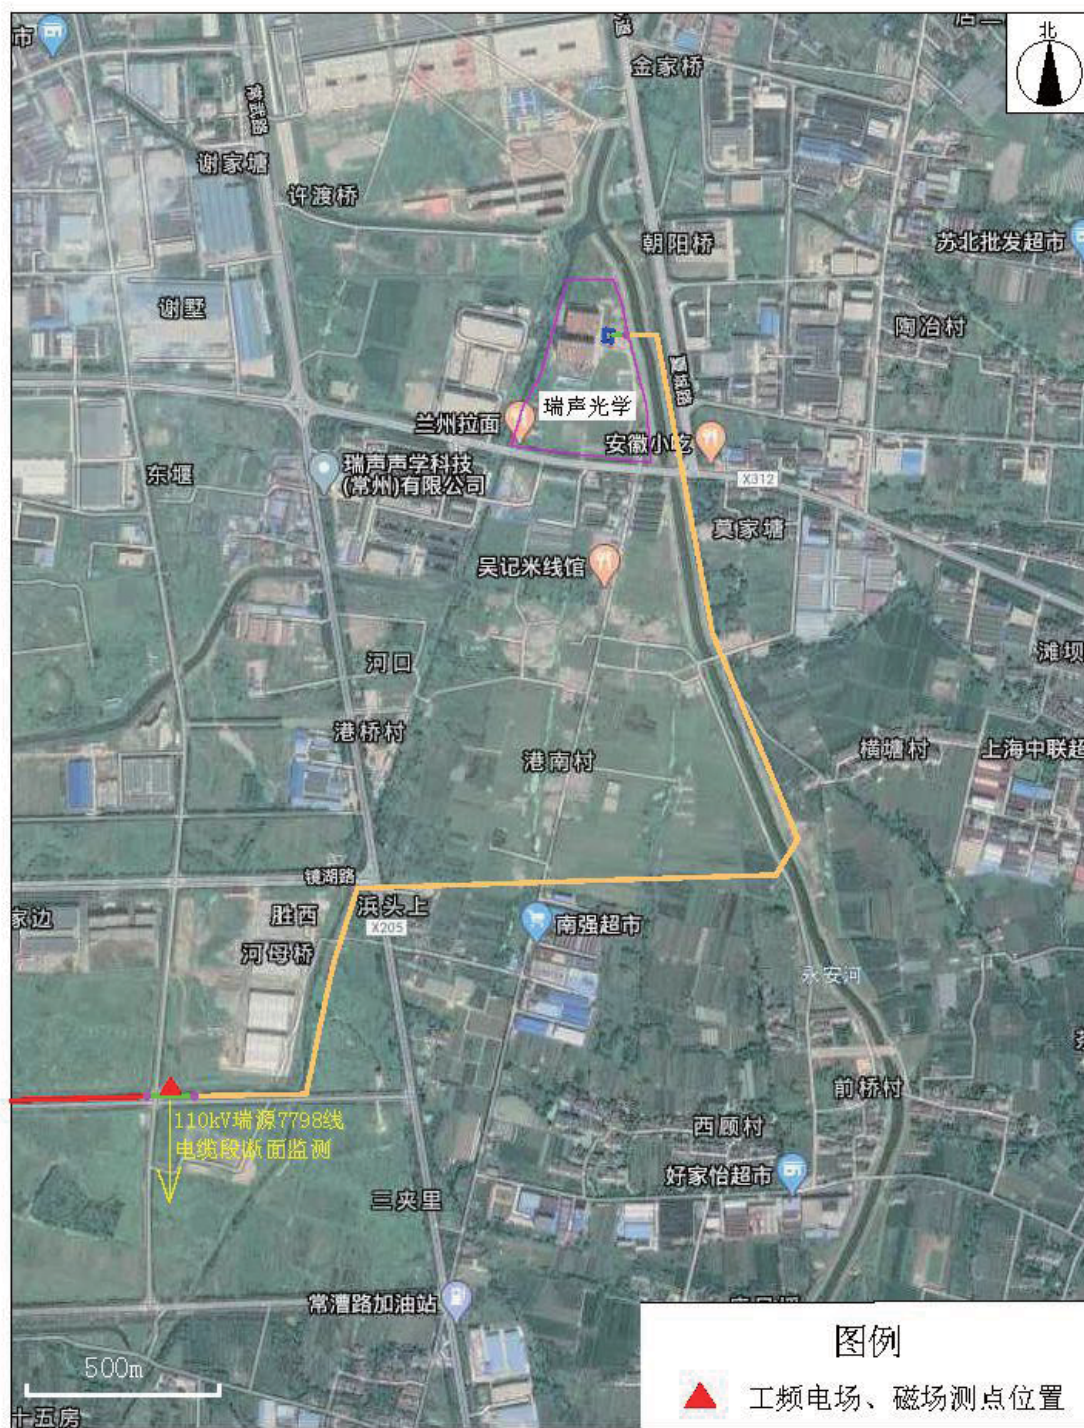 市
金家桥
北
常武路
谢家塘
许渡桥
朝阳桥
苏北批发超市
谢墅
陶冶村
瑞声光学
兰州拉面
安徽小吃
东堰
瑞声声学科技
(常州)有限公司
X312
莫家塘
吴记米线馆
河口
滩坝
港桥村
港南村
横塘村
上海中联超
镜湖路
家边
胜西
浜头上
X205
南强超市
河母桥
永安河
前桥村
110kV瑞源7798线
电缆段断面监测
西顾村
好家怡超市
三夹里
常漕路加油站
图例
500m
工频电场、磁场测点位置
十五房